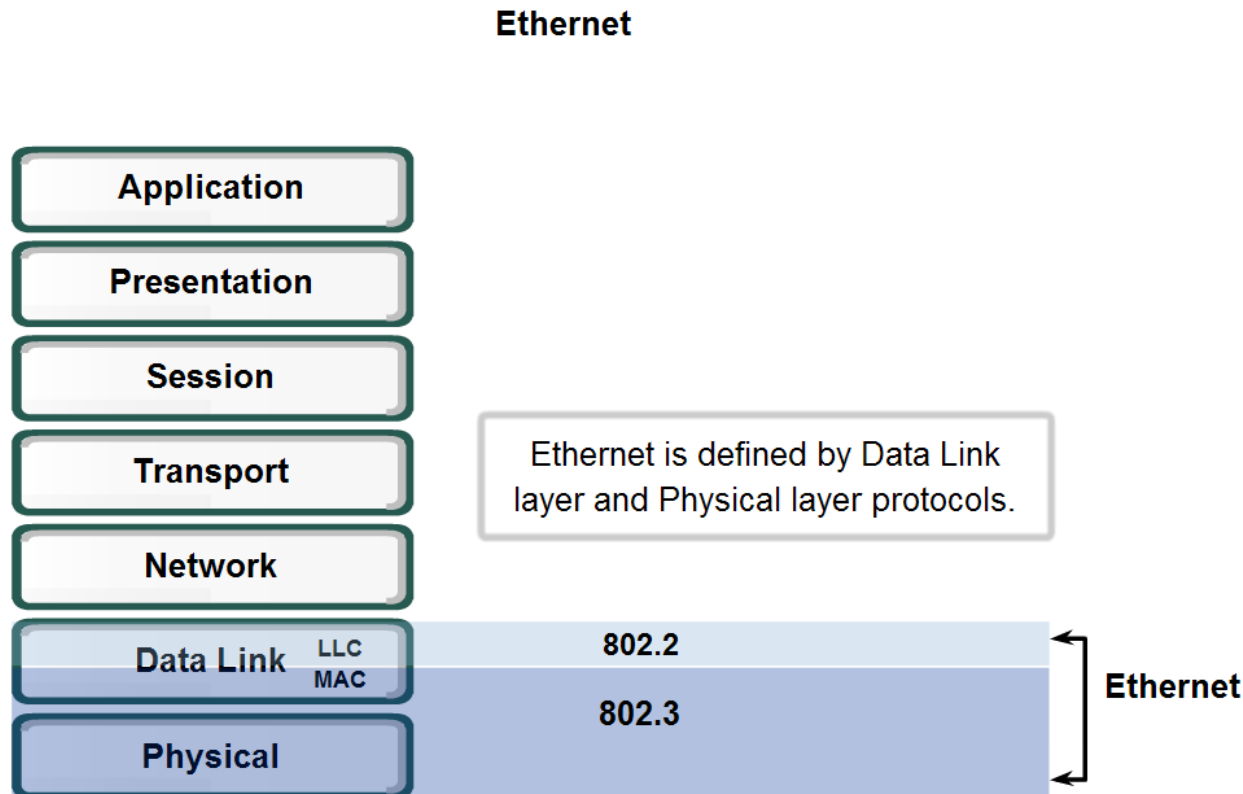 Ethernet
Application
Presentation
Session
Transport
Ethernet is defined by Data Link
layer and Physical layer protocols.
Network
Data Link
LLC
MAC
802.2
802.3
Ethernet
Physical